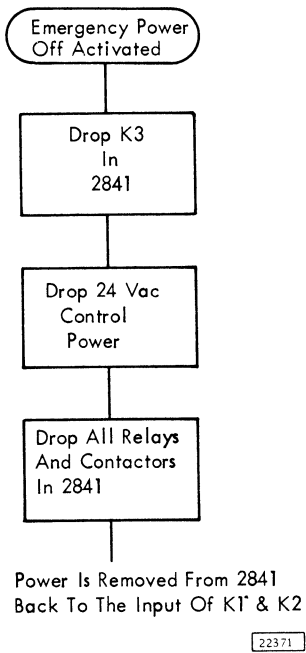 Emergency Power
Off Activated
Drop K3
In
2841
Drop 24 Vac
Control
Power
Drop All Relays
And Contactors
In 2841
Power Is Removed From 2841
Back To The Input Of K1 & K2
22371